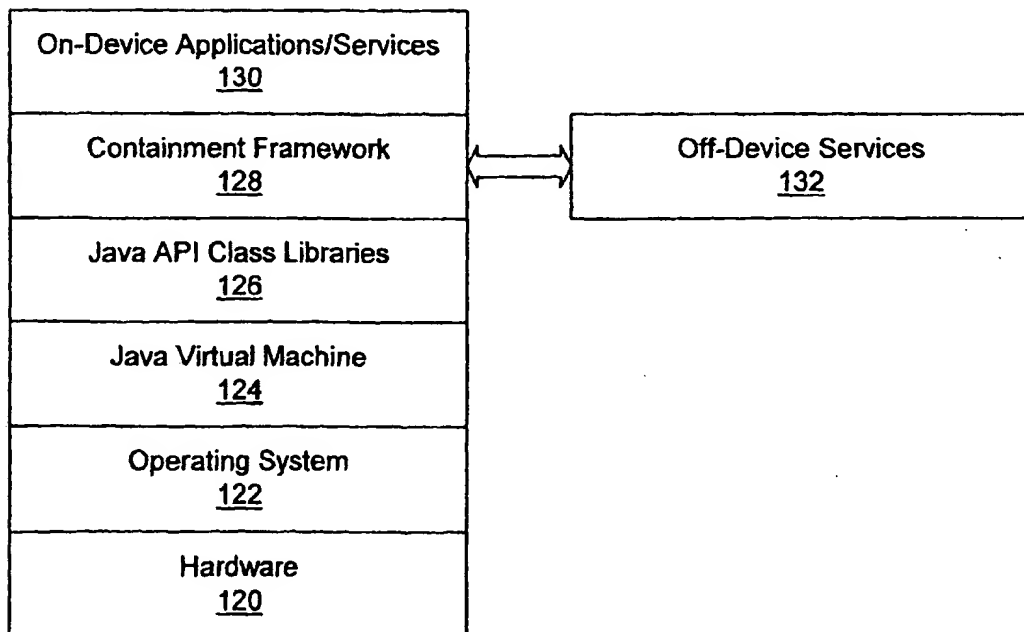 On-Device Applications/Services
130
Containment Framework
128
Off-Device Services
132
Java API Class Libraries
126
Java Virtual Machine
124
Operating System
122
Hardware
120